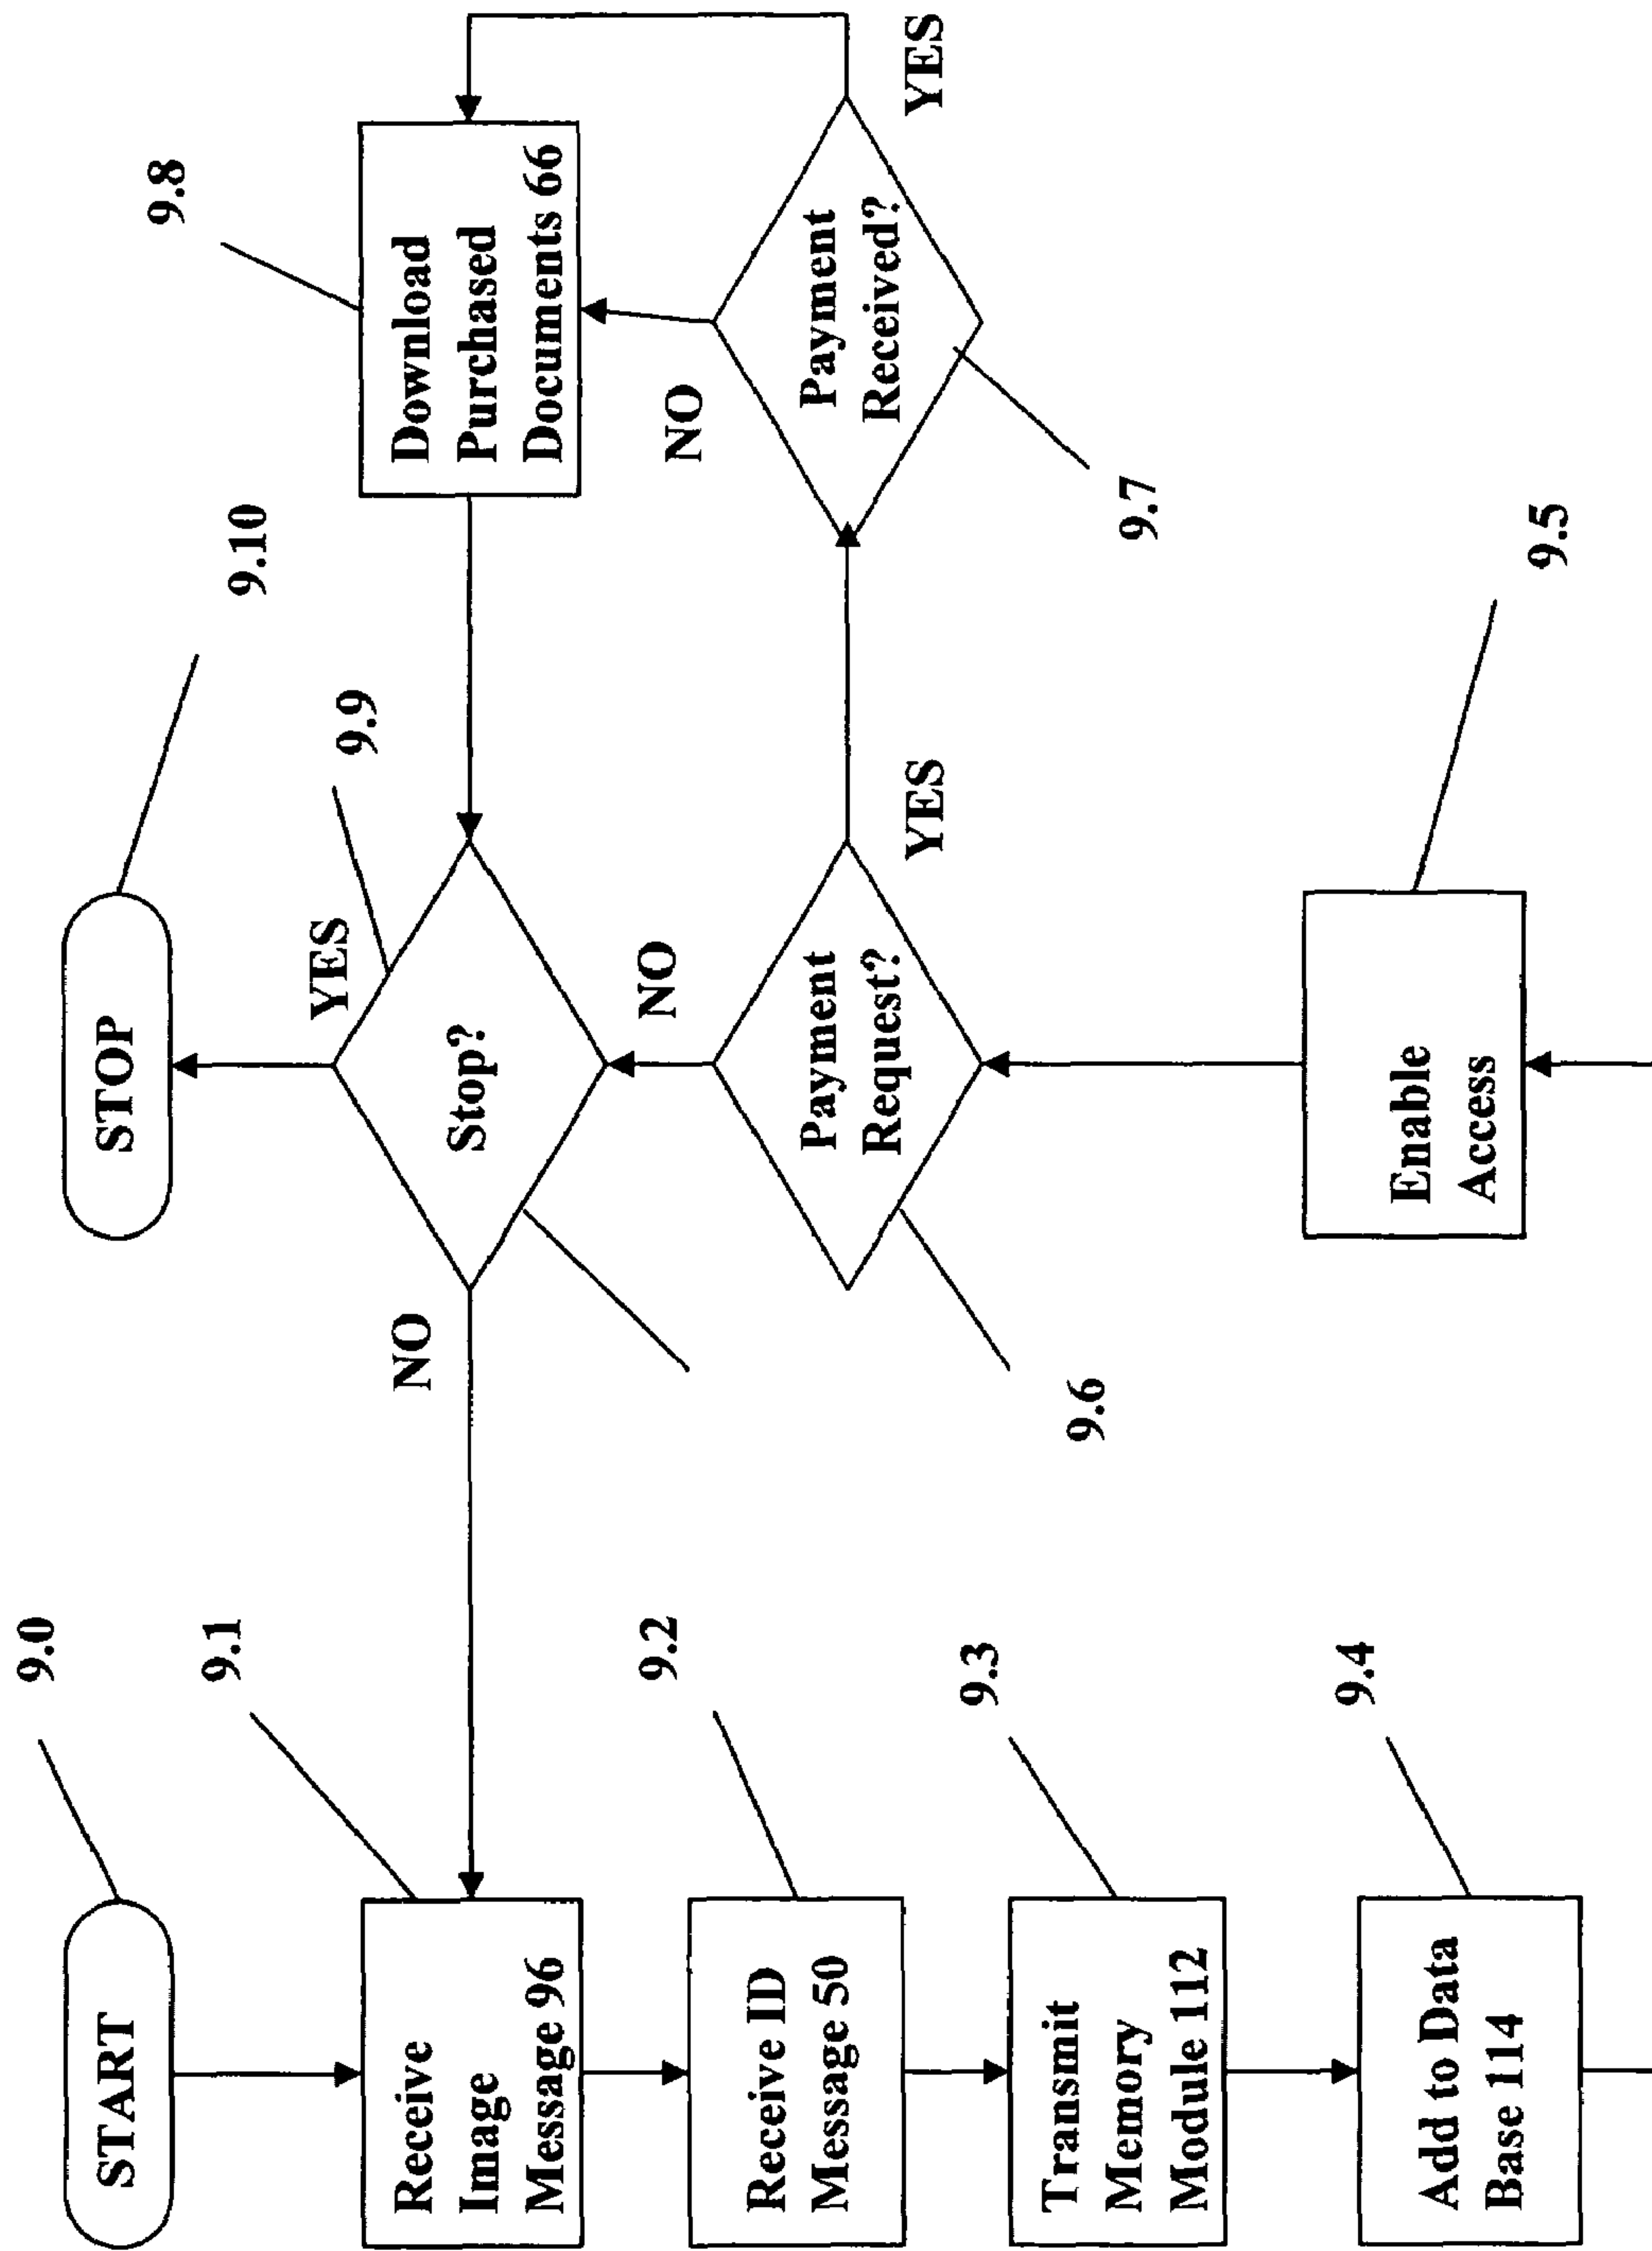 START
9.0
Receive
Image
Message 96
9.1
Receive ID
Message 50
9.2
Transmit
Memory
Module 112
9.3
Add to Data
Base 114
9.4
Enable
Access
9.5
Payment
Request?
9.6
NO
YES
Payment
Received?
9.7
NO
YES
Download
Purchased
Documents 66
9.8
Stop?
9.9
NO
YES
STOP
9.10